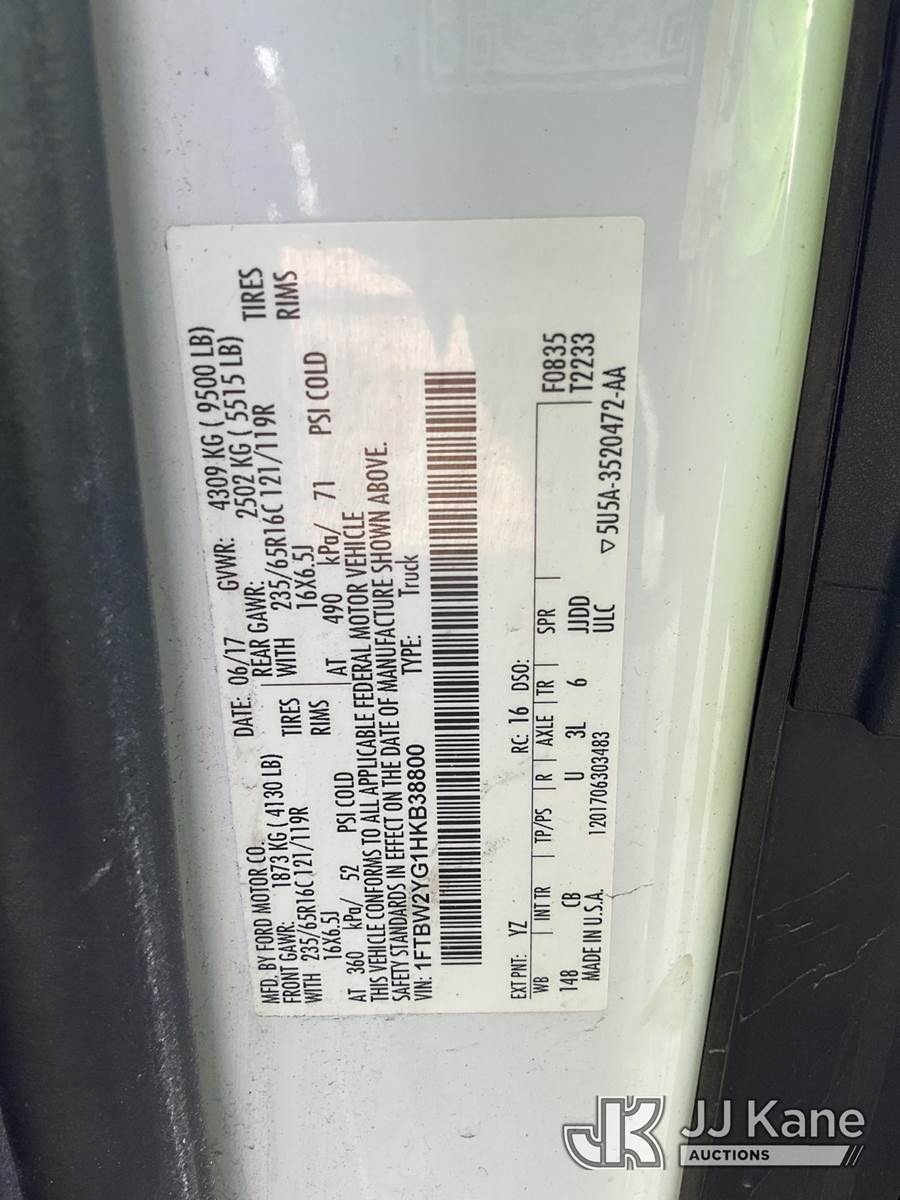 MFD. BY FORD MOTOR CO.
DATE: 06/17 GVWR: 4309 KG ( 9500 LB)
FRONT GAWR: 1873 KG ( 4130 LB)
REAR GAWR: 2502 KG ( 5515 LB)
WITH 235/65R16C 121/119R TIRES
WITH 235/65R16C 121/119R TIRES
16X6.5J RIMS
16X6.5J RIMS
AT 360 kPa/ 52 PSI COLD
AT 490 kPa/ 71 PSI COLD
THIS VEHICLE CONFORMS TO ALL APPLICABLE FEDERAL MOTOR VEHICLE
SAFETY STANDARDS IN EFFECT ON THE DATE OF MANUFACTURE SHOWN ABOVE.
VIN: 1FTBW2YG1HKB38800 TYPE: Truck
EXT PNT: YZ RC: 16 DSO:
WB INT TR TP/PS R AXLE TR SPR F0835
T2233
148 CB U 3L 6 JJDD
ULC
MADE IN U.S.A. 1201706303483 ▽5U5A-3520472-AA
JK JJ Kane
AUCTIONS